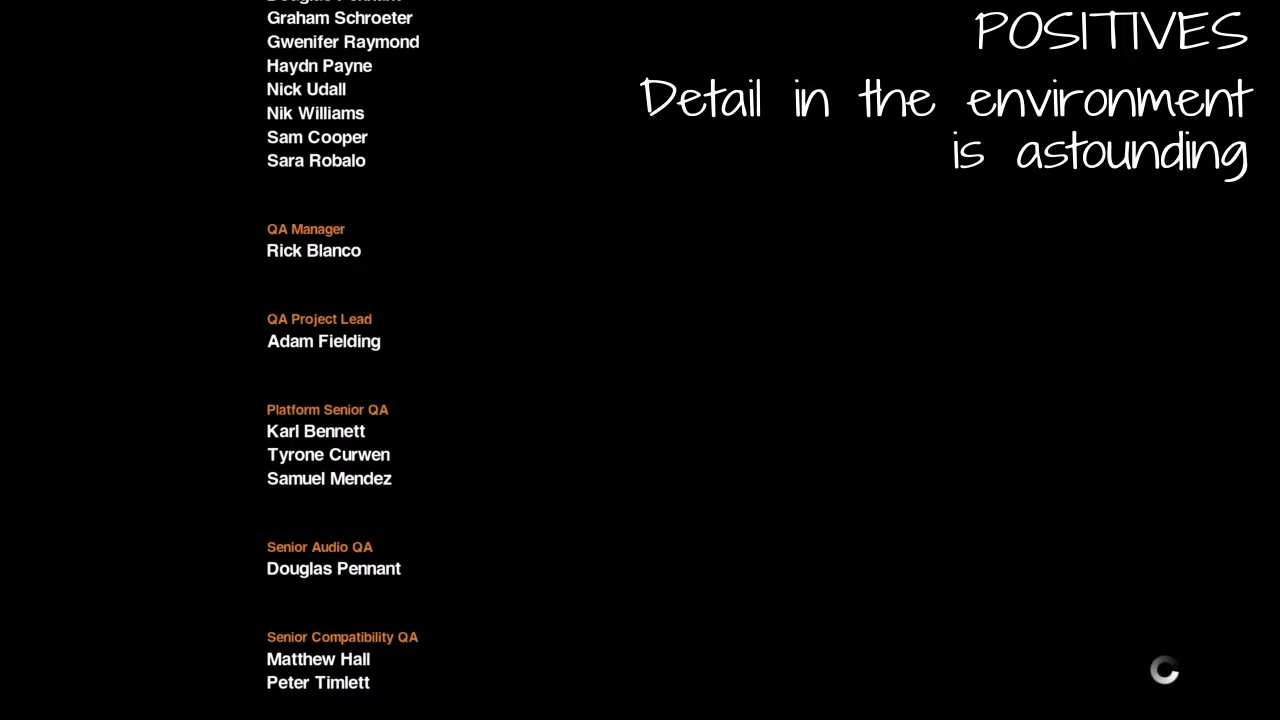 Graham Schroeter
Gwenifer Raymond
Haydn Payne
Nick Udall
Nik Williams
Sam Cooper
Sara Robalo
QA Manager
Rick Blanco
QA Project Lead
Adam Fielding
Platform Senior QA
Karl Bennett
Tyrone Curwen
Samuel Mendez
Senior Audio QA
Douglas Pennant
Senior Compatibility QA
Matthew Hall
Peter Timlett
POSITIVES
Detail in the environment
is astounding